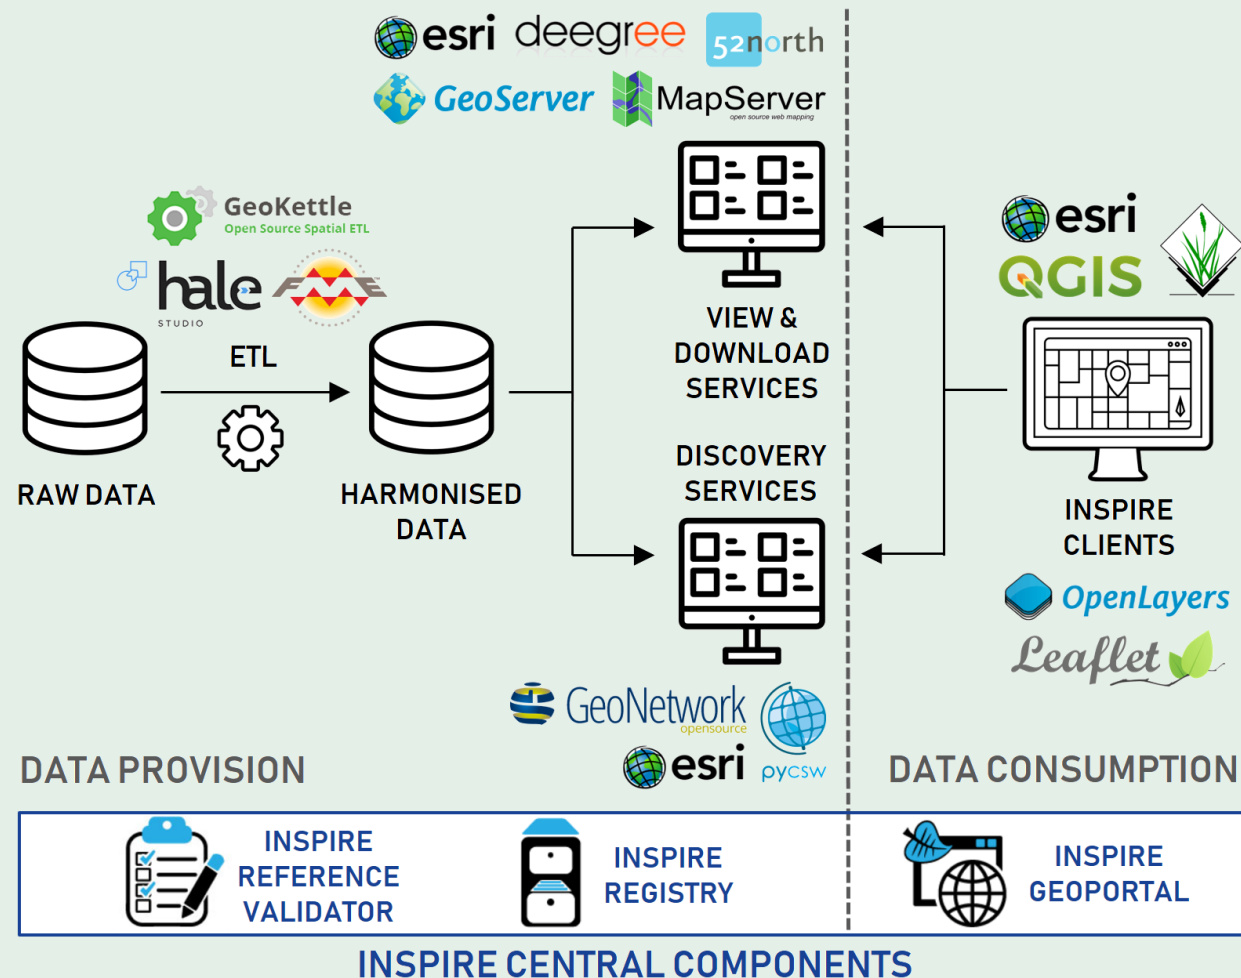 esri
deegree
52north
GeoServer
MapServer
open source web mapping
GeoKettle
Open Source Spatial ETL
hale
STUDIO
FME
ETL
RAW DATA
HARMONISED
DATA
VIEW &
DOWNLOAD
SERVICES
DISCOVERY
SERVICES
GeoNetwork
opensource
esri
pycsw
esri
QGIS
INSPIRE
CLIENTS
OpenLayers
Leaflet
DATA PROVISION
DATA CONSUMPTION
INSPIRE
REFERENCE
VALIDATOR
INSPIRE
REGISTRY
INSPIRE
GEOPORTAL
INSPIRE CENTRAL COMPONENTS